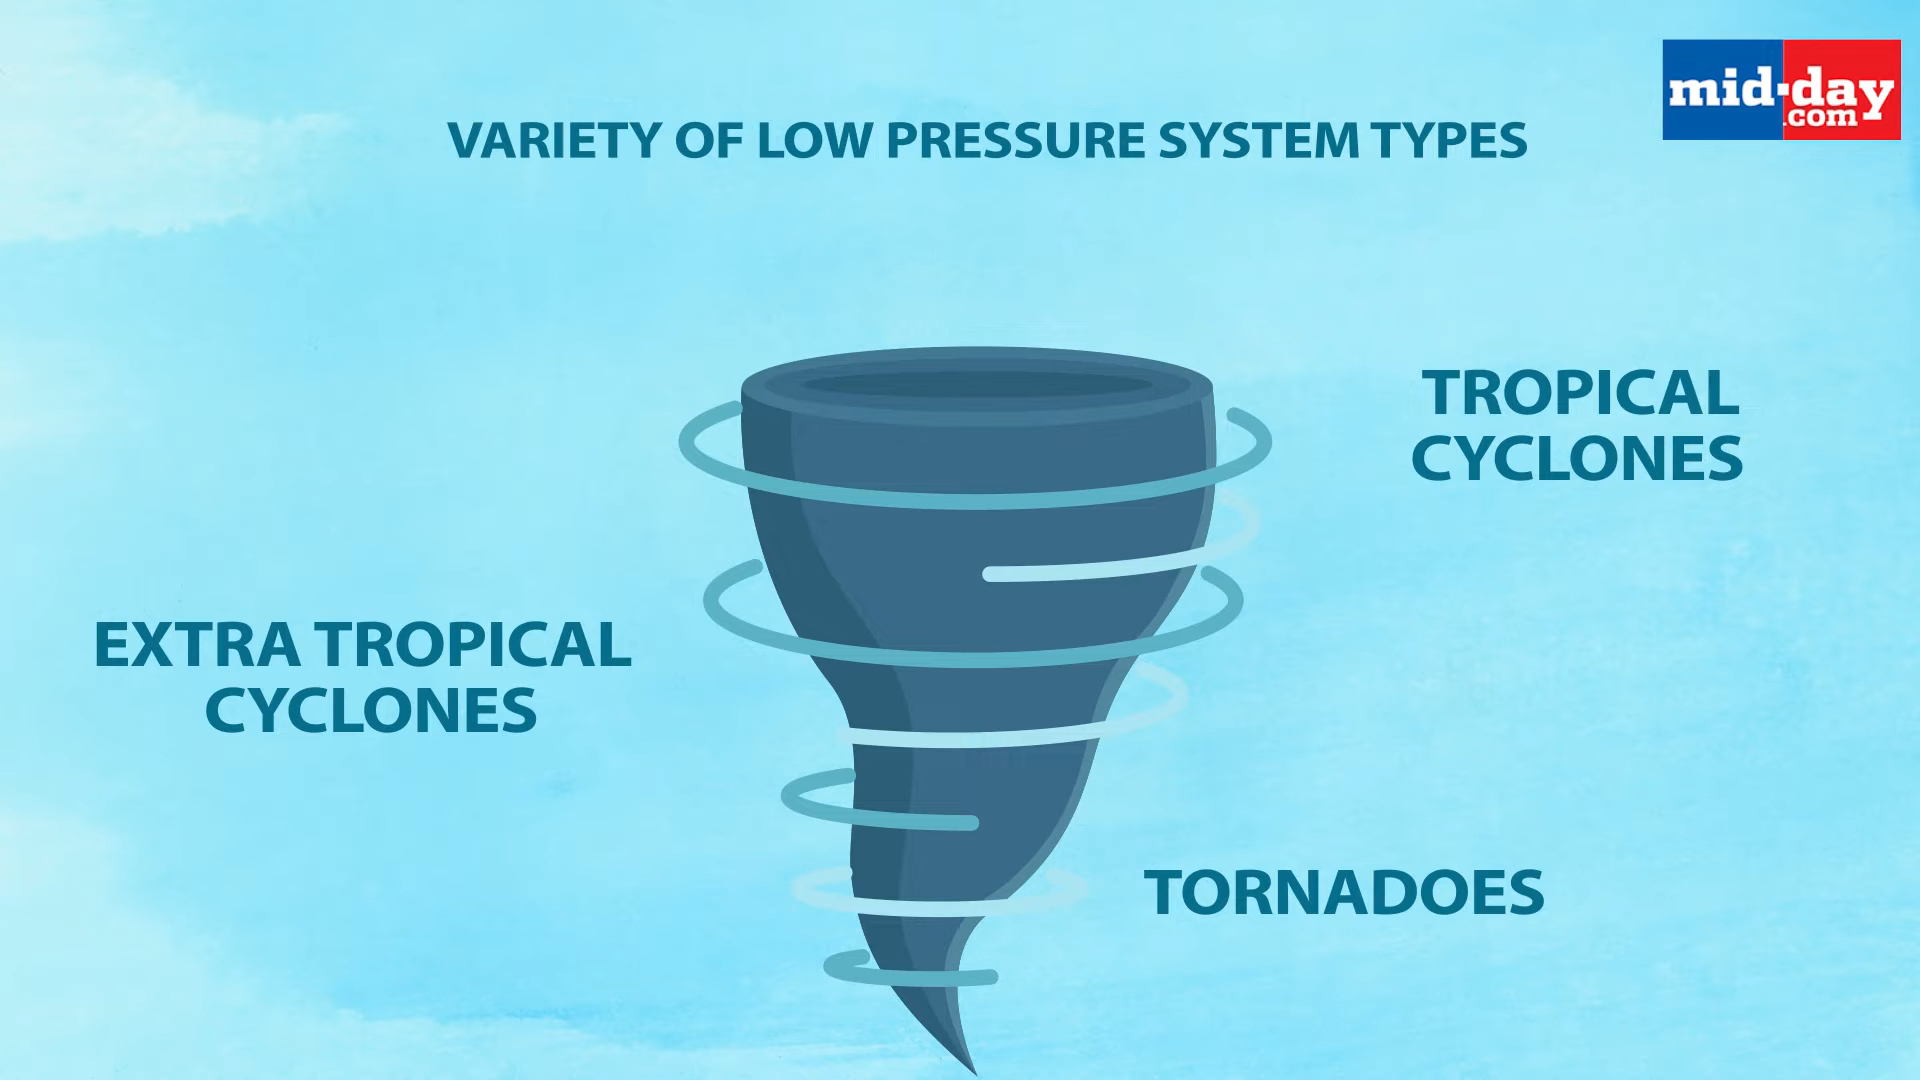 mid-day
.com
VARIETY OF LOW PRESSURE SYSTEM TYPES
TROPICAL
CYCLONES
EXTRA TROPICAL
CYCLONES
TORNADOES